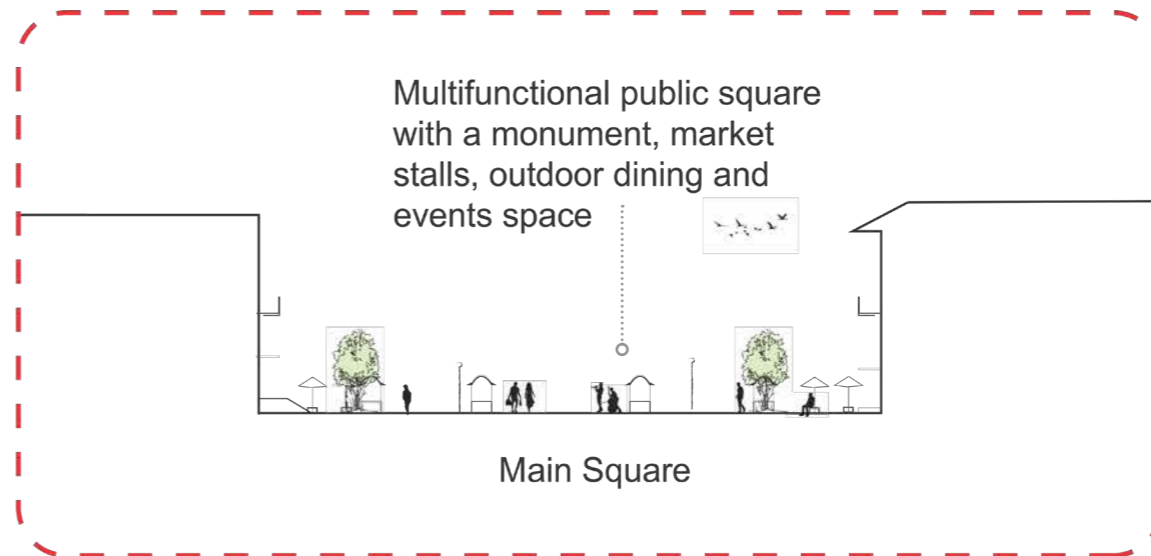 Multifunctional public square
with a monument, market
stalls, outdoor dining and
events space
Main Square